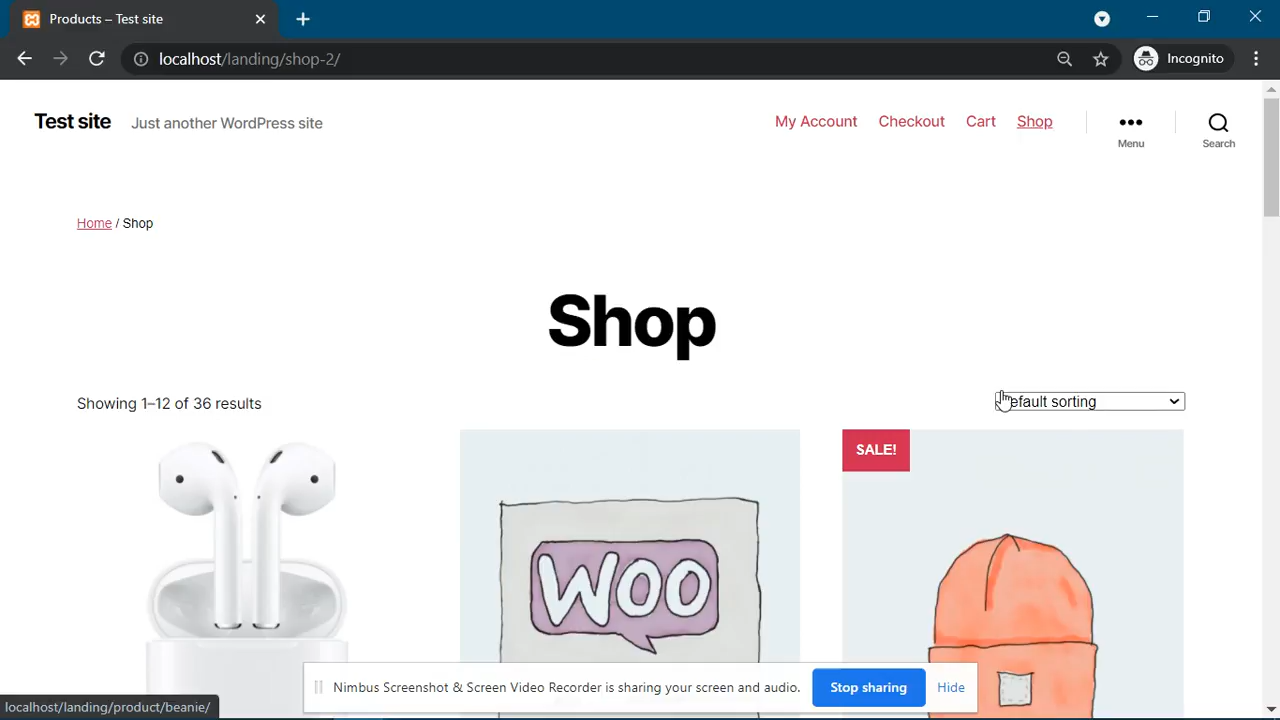 Products – Test site
localhost/landing/shop-2/
Incognito
Test site
Just another WordPress site
My Account
Checkout
Cart
Shop
Menu
Search
Home / Shop
Shop
Showing 1–12 of 36 results
efault sorting
SALE!
WOO
Nimbus Screenshot & Screen Video Recorder is sharing your screen and audio.
Stop sharing
Hide
localhost/landing/product/beanie/